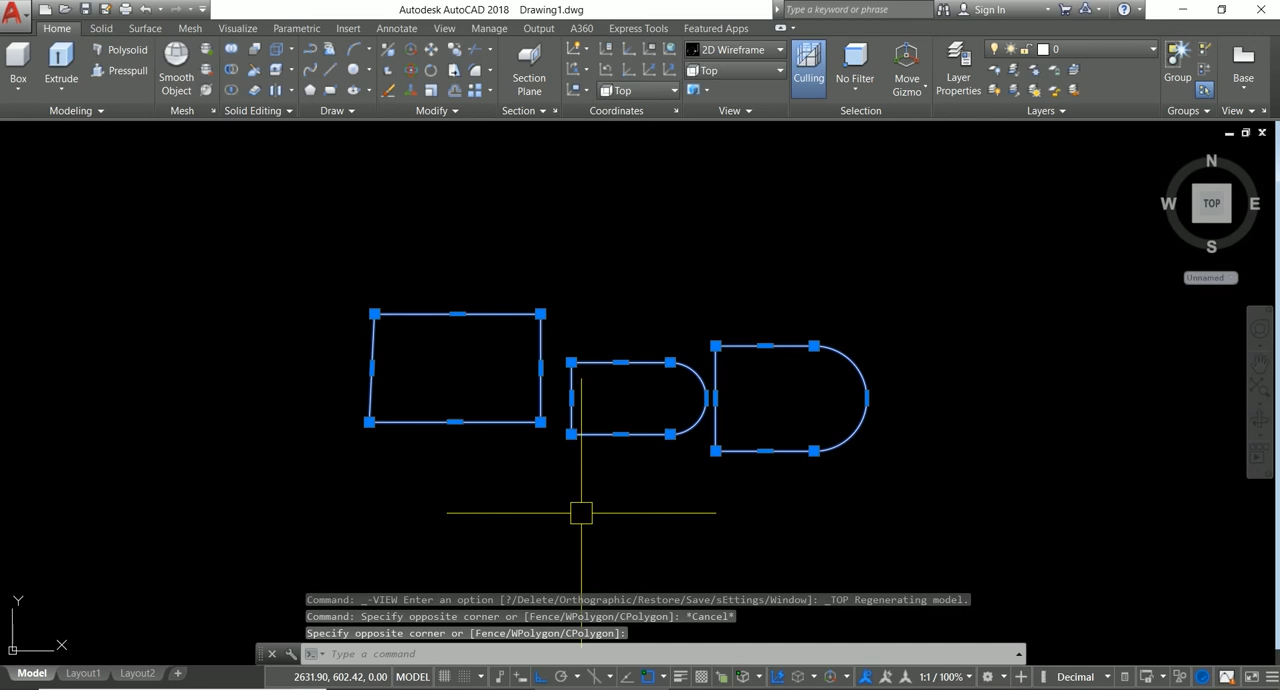 Autodesk AutoCAD 2018 Drawing1.dwg
Type a keyword or phrase
Sign In
Home Solid Surface Mesh Visualize Parametric Insert Annotate View Manage Output A360 Express Tools Featured Apps
Box
Extrude
Polysolid
Presspull
Smooth
Object
Section
Plane
2D Wireframe
Top
Top
Culling
No Filter
Move
Gizmo
Layer
Properties
0
Group
Base
Modeling
Mesh
Solid Editing
Draw
Modify
Section
Coordinates
View
Selection
Layers
Groups
View
N
W TOP E
S
Unnamed
Y
X
Command: _-VIEW Enter an option [?/Delete/Orthographic/Restore/Save/sEttings/Window]: _TOP Regenerating model.
Command: Specify opposite corner or [Fence/WPolygon/CPolygon]: *Cancel*
Specify opposite corner or [Fence/WPolygon/CPolygon]:
Type a command
Model Layout1 Layout2 +
2631.90, 602.42, 0.00 MODEL
1:1 / 100%
Decimal